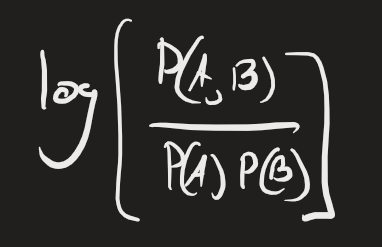 log [ P(A, B) / P(A) P(B) ]